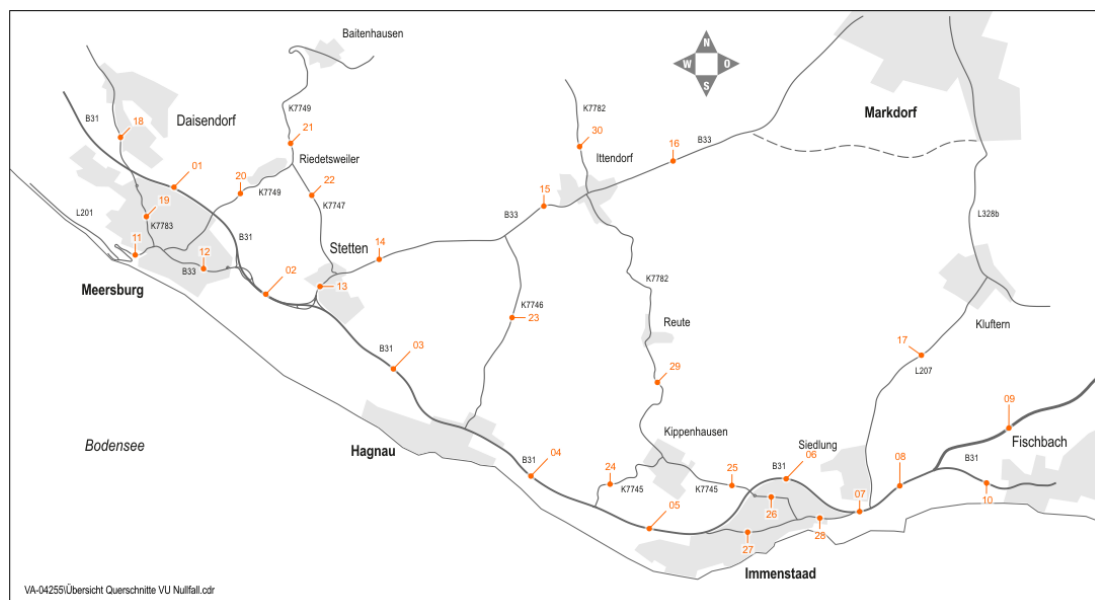 Baitenhausen
N
W O
S
Markdorf
B31
18
Daisendorf
K7749
21
K7782
30
Ittendorf
16
B33
01
Riedetsweiler
20
K7749
22
K7747
15
L201
19
K7783
B33
L328b
11
12
B33
B31
Stetten
14
Meersburg
02
13
K7782
K7746
23
Reute
Kluftern
B31
03
17
L207
29
09
Bodensee
Hagnau
Kippenhausen
Siedlung
Fischbach
B31
04
24
K7745
K7745
25
B31
06
08
B31
10
05
26
07
27
28
Immenstaad
VA-04255\Übersicht Querschnitte VU Nullfall.cdr